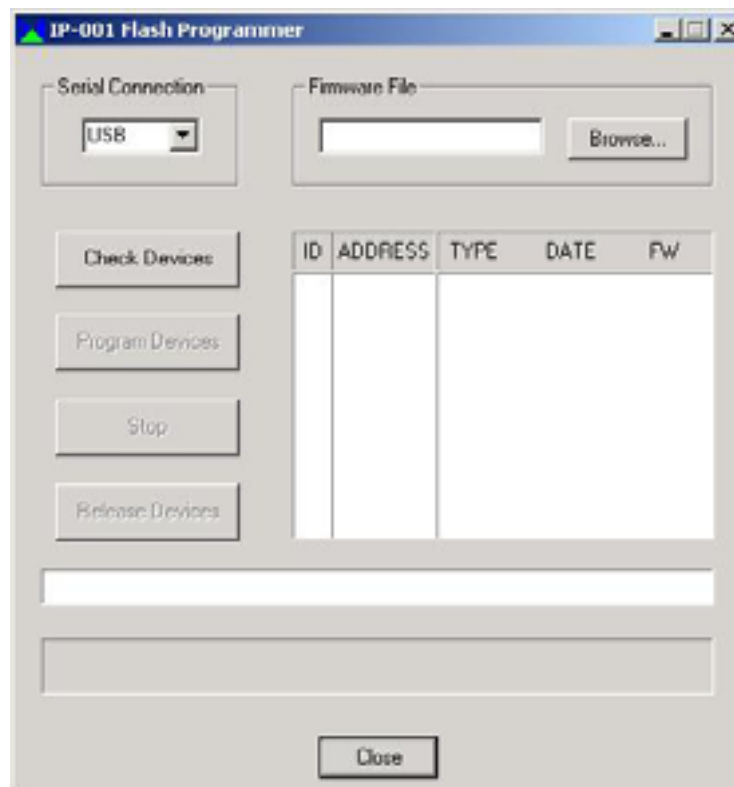 IP-001 Flash Programmer
Serial Connection
Firmware File
USB
Browse...
Check Devices
ID ADDRESS TYPE DATE FW
Program Devices
Stop
Release Devices
Close